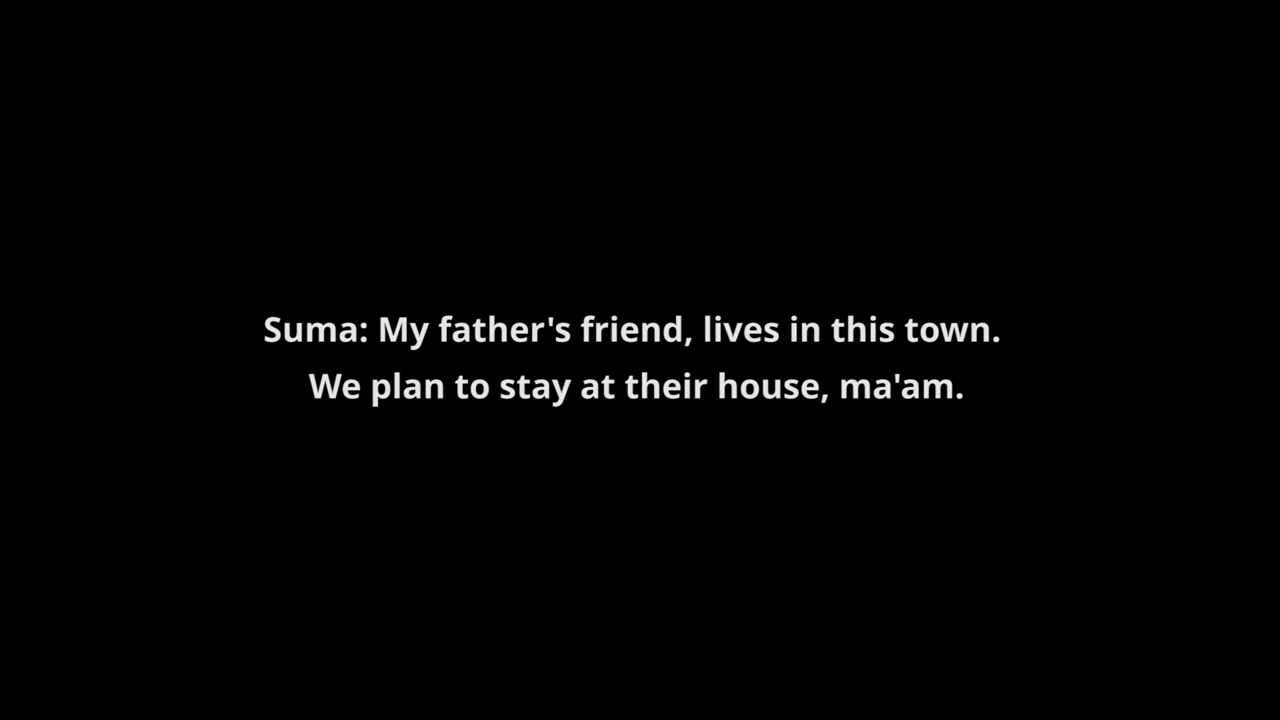 Suma: My father's friend, lives in this town.
We plan to stay at their house, ma'am.